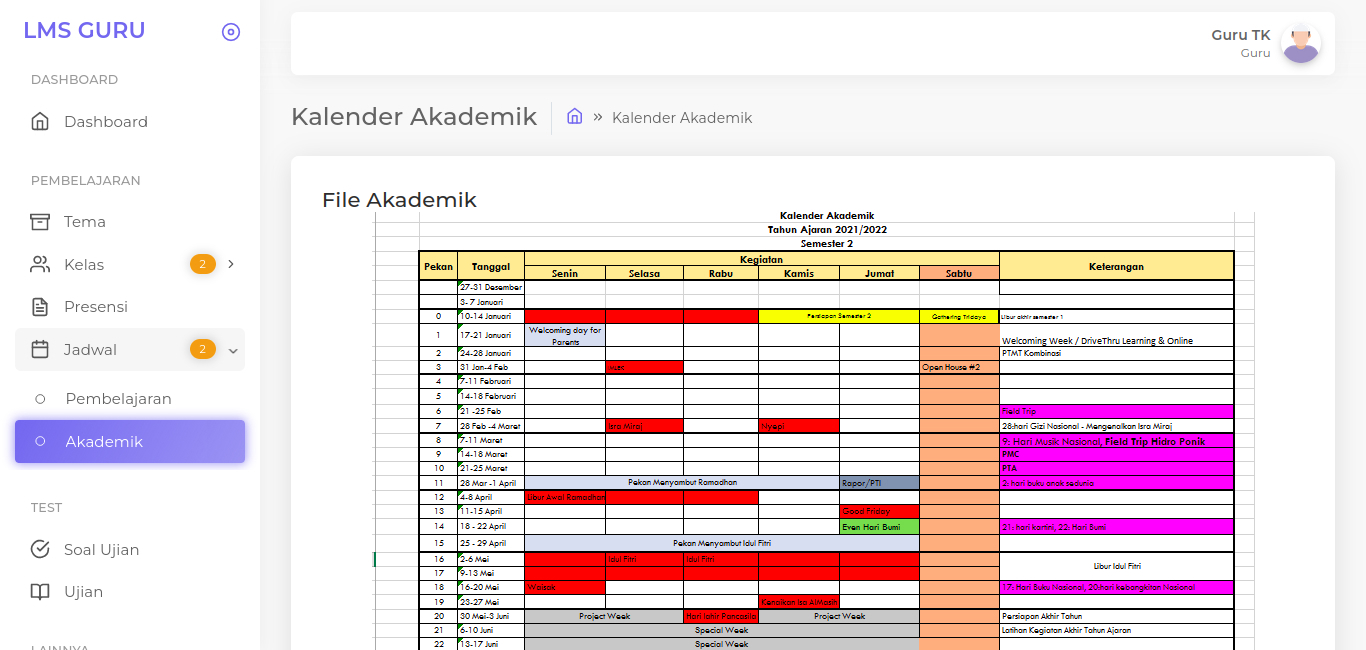 LMS GURU
DASHBOARD
Dashboard
PEMBELAJARAN
Tema
Kelas 2
Presensi
Jadwal 2
Pembelajaran
Akademik
TEST
Soal Ujian
Ujian
LAINNYA
Guru TK
Guru
Kalender Akademik » Kalender Akademik
File Akademik
Kalender Akademik
Tahun Ajaran 2021/2022
Semester 2
Pekan Tanggal Kegiatan Keterangan
Senin Selasa Rabu Kamis Jumat Sabtu
27-31 Desember
3- 7 Januari
0 10-14 Januari Persiapan Semester 2 Gathering Tridaya Libur akhir semester 1
1 17-21 Januari Welcoming day for Parents Welcoming Week / DriveThru Learning & Online
2 24-28 Januari PTMT Kombinasi
3 31 Jan-4 Feb Open House #2
4 7-11 Februari
5 14-18 Februari
6 21 -25 Feb Field Trip
7 28 Feb -4 Maret Isra Miraj Nyepi 28:hari Gizi Nasional - Mengenalkan Isra Miraj
8 7-11 Maret 9: Hari Musik Nasional, Field Trip Hidro Ponik
9 14-18 Maret PMC
10 21-25 Maret PTA
11 28 Mar -1 April Pekan Menyambut Ramadhan Rapor/PTI 2: hari buku anak sedunia
12 4-8 April Libur Awal Ramadhan
13 11-15 April Good Friday
14 18 - 22 April Even Hari Bumi 21: hari kartini, 22: Hari Bumi
15 25 - 29 April Pekan Menyambut Idul Fitri
16 2-6 Mei Idul Fitri Idul Fitri Libur Idul Fitri
17 9-13 Mei
18 16-20 Mei Waisak 17: Hari Buku Nasional, 20:hari kebangkitan Nasional
19 23-27 Mei Kenaikan Isa AlMasih
20 30 Mei-3 Juni Project Week Hari lahir Pancasila Project Week Persiapan Akhir Tahun
21 6-10 Juni Special Week Latihan Kegiatan Akhir Tahun Ajaran
22 13-17 Juni Special Week